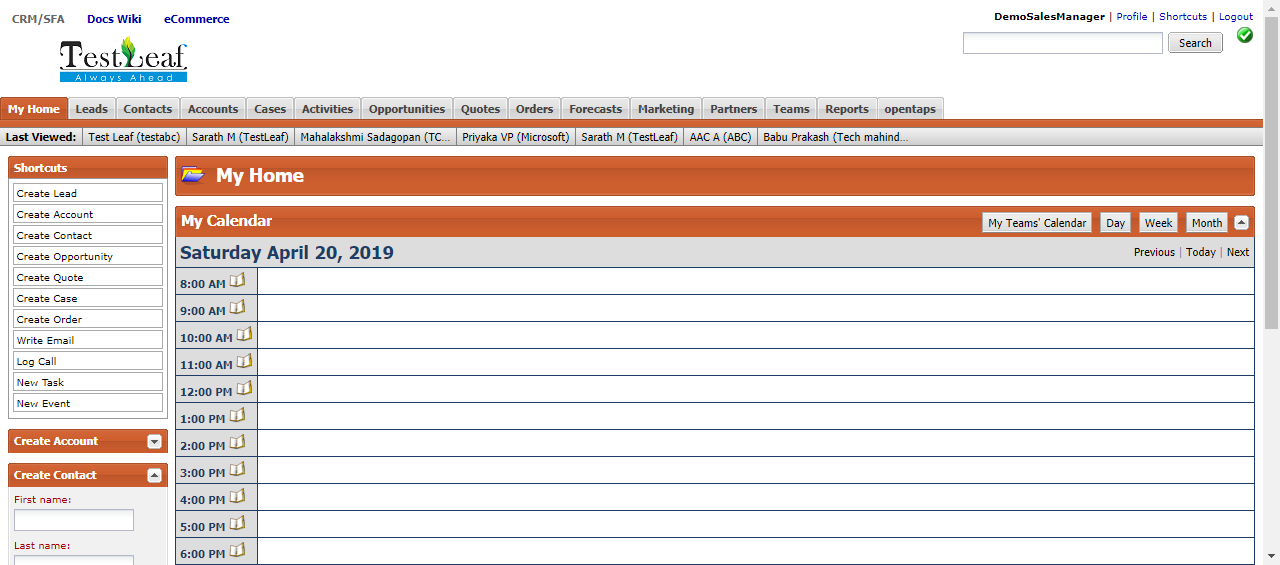 CRM/SFA Docs Wiki eCommerce
DemoSalesManager | Profile | Shortcuts | Logout
Search
TestLeaf
Always Ahead
My Home Leads Contacts Accounts Cases Activities Opportunities Quotes Orders Forecasts Marketing Partners Teams Reports opentaps
Last Viewed: Test Leaf (testabc) Sarath M (TestLeaf) Mahalakshmi Sadagopan (TC... Priyaka VP (Microsoft) Sarath M (TestLeaf) AAC A (ABC) Babu Prakash (Tech mahind...
Shortcuts
Create Lead
Create Account
Create Contact
Create Opportunity
Create Quote
Create Case
Create Order
Write Email
Log Call
New Task
New Event
Create Account
Create Contact
First name:
Last name:
My Home
My Calendar
My Teams' Calendar Day Week Month
Saturday April 20, 2019
Previous | Today | Next
8:00 AM
9:00 AM
10:00 AM
11:00 AM
12:00 PM
1:00 PM
2:00 PM
3:00 PM
4:00 PM
5:00 PM
6:00 PM